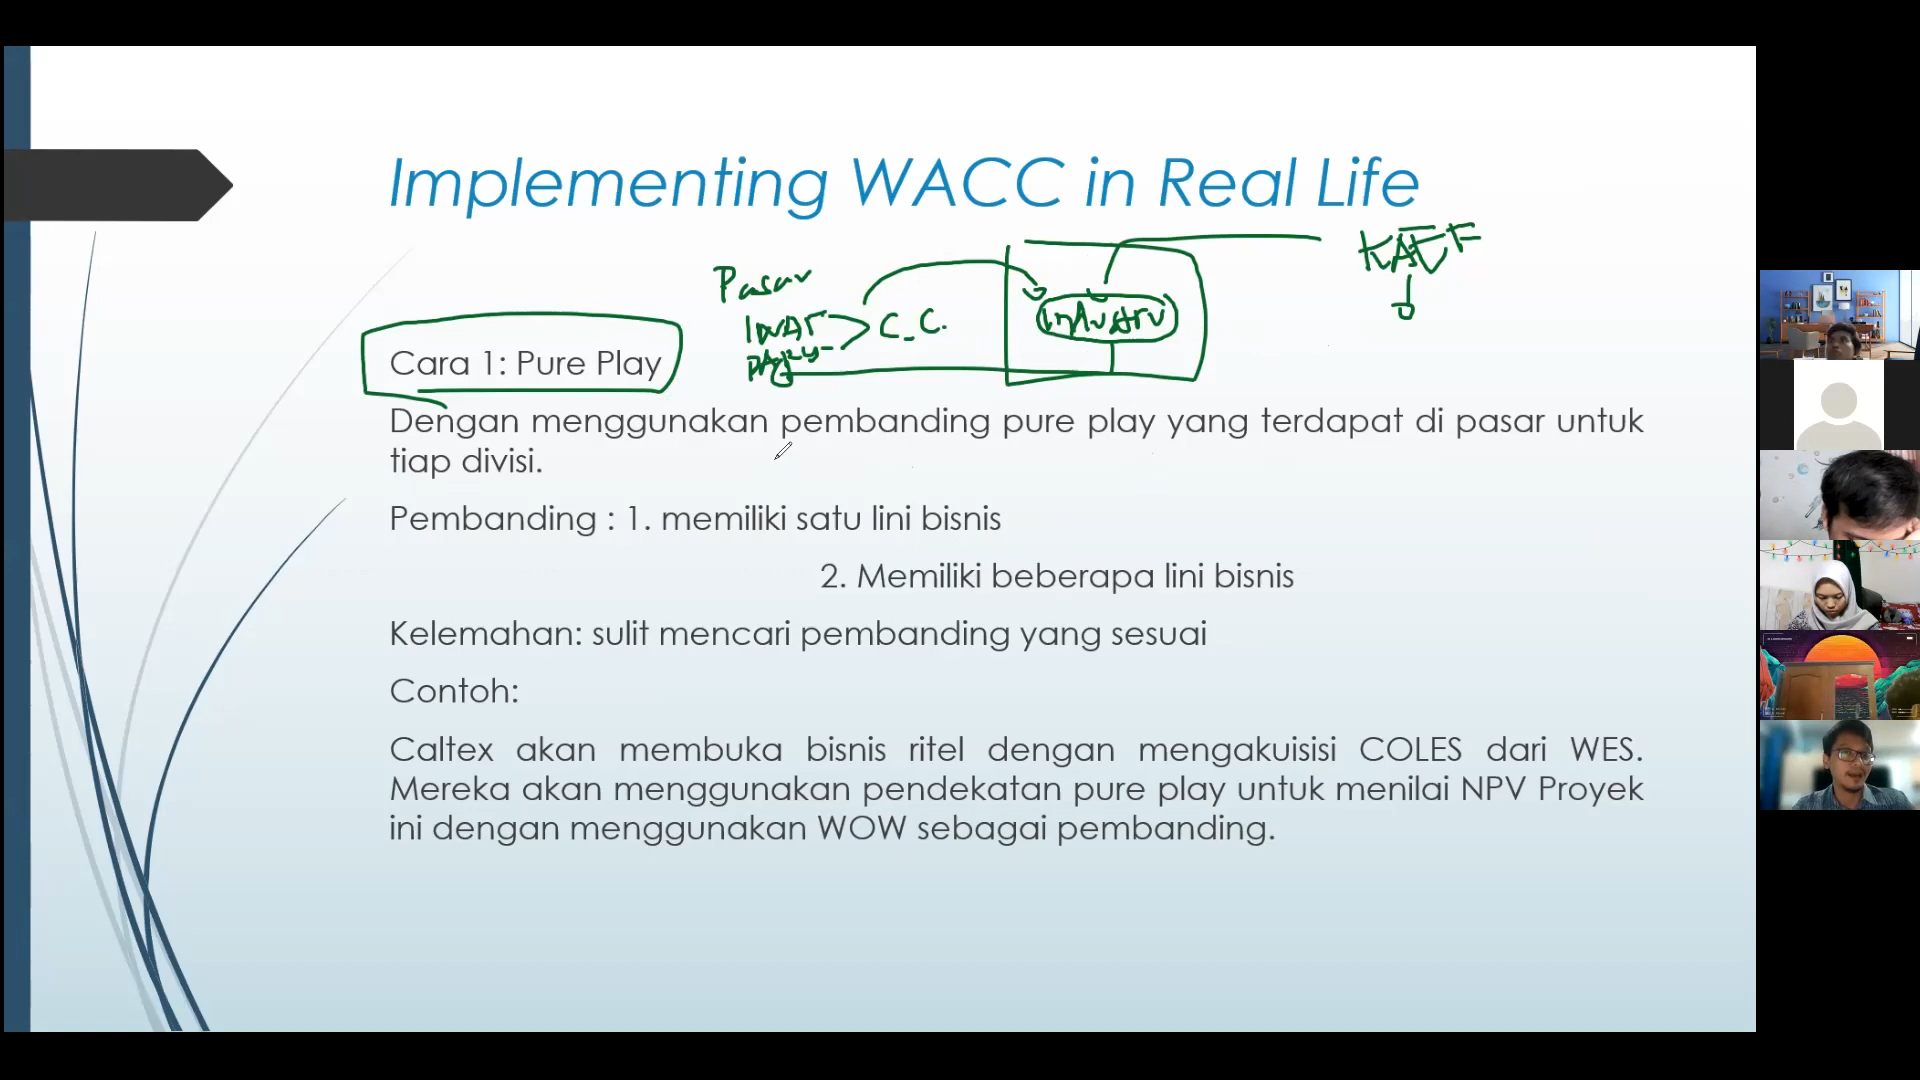 Implementing WACC in Real Life
KAEF
Pasar
INAF
C.C.
industry
Cara 1: Pure Play
Dengan menggunakan pembanding pure play yang terdapat di pasar untuk
tiap divisi.
Pembanding : 1. memiliki satu lini bisnis
2. Memiliki beberapa lini bisnis
Kelemahan: sulit mencari pembanding yang sesuai
Contoh:
Caltex akan membuka bisnis ritel dengan mengakuisisi COLES dari WES.
Mereka akan menggunakan pendekatan pure play untuk menilai NPV Proyek
ini dengan menggunakan WOW sebagai pembanding.